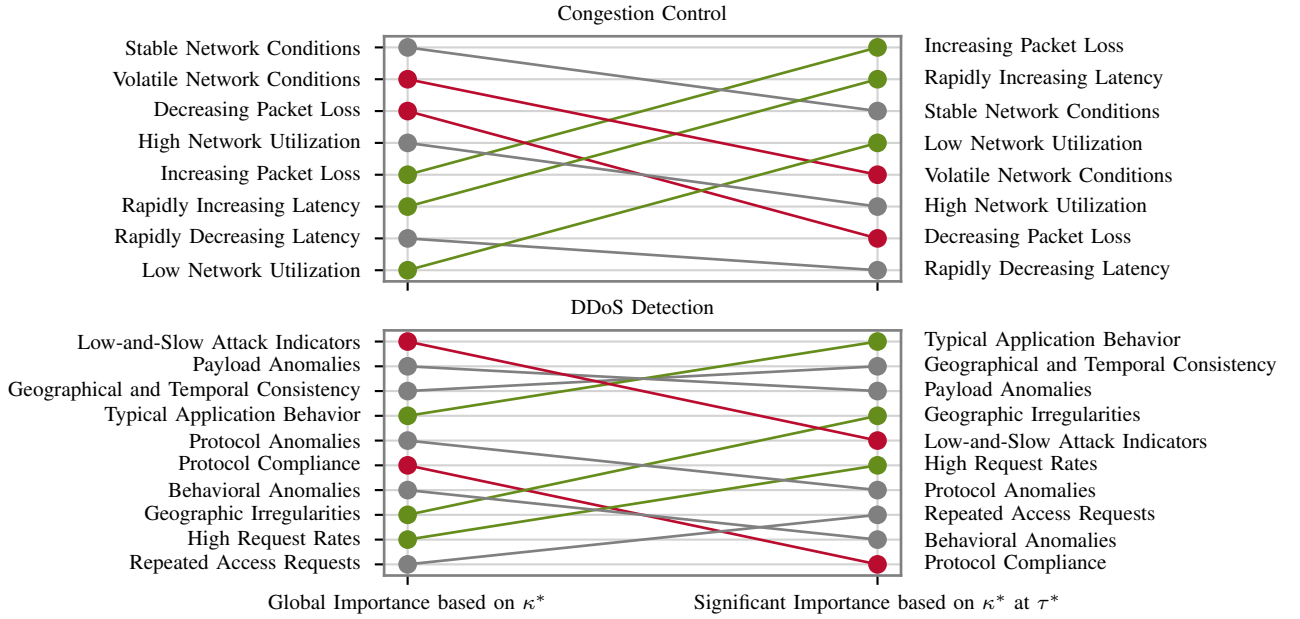 Congestion Control
Stable Network Conditions
Volatile Network Conditions
Decreasing Packet Loss
High Network Utilization
Increasing Packet Loss
Rapidly Increasing Latency
Rapidly Decreasing Latency
Low Network Utilization
Increasing Packet Loss
Rapidly Increasing Latency
Stable Network Conditions
Low Network Utilization
Volatile Network Conditions
High Network Utilization
Decreasing Packet Loss
Rapidly Decreasing Latency
DDoS Detection
Low-and-Slow Attack Indicators
Payload Anomalies
Geographical and Temporal Consistency
Typical Application Behavior
Protocol Anomalies
Protocol Compliance
Behavioral Anomalies
Geographic Irregularities
High Request Rates
Repeated Access Requests
Typical Application Behavior
Geographical and Temporal Consistency
Payload Anomalies
Geographic Irregularities
Low-and-Slow Attack Indicators
High Request Rates
Protocol Anomalies
Repeated Access Requests
Behavioral Anomalies
Protocol Compliance
Global Importance based on κ*
Significant Importance based on κ* at τ*